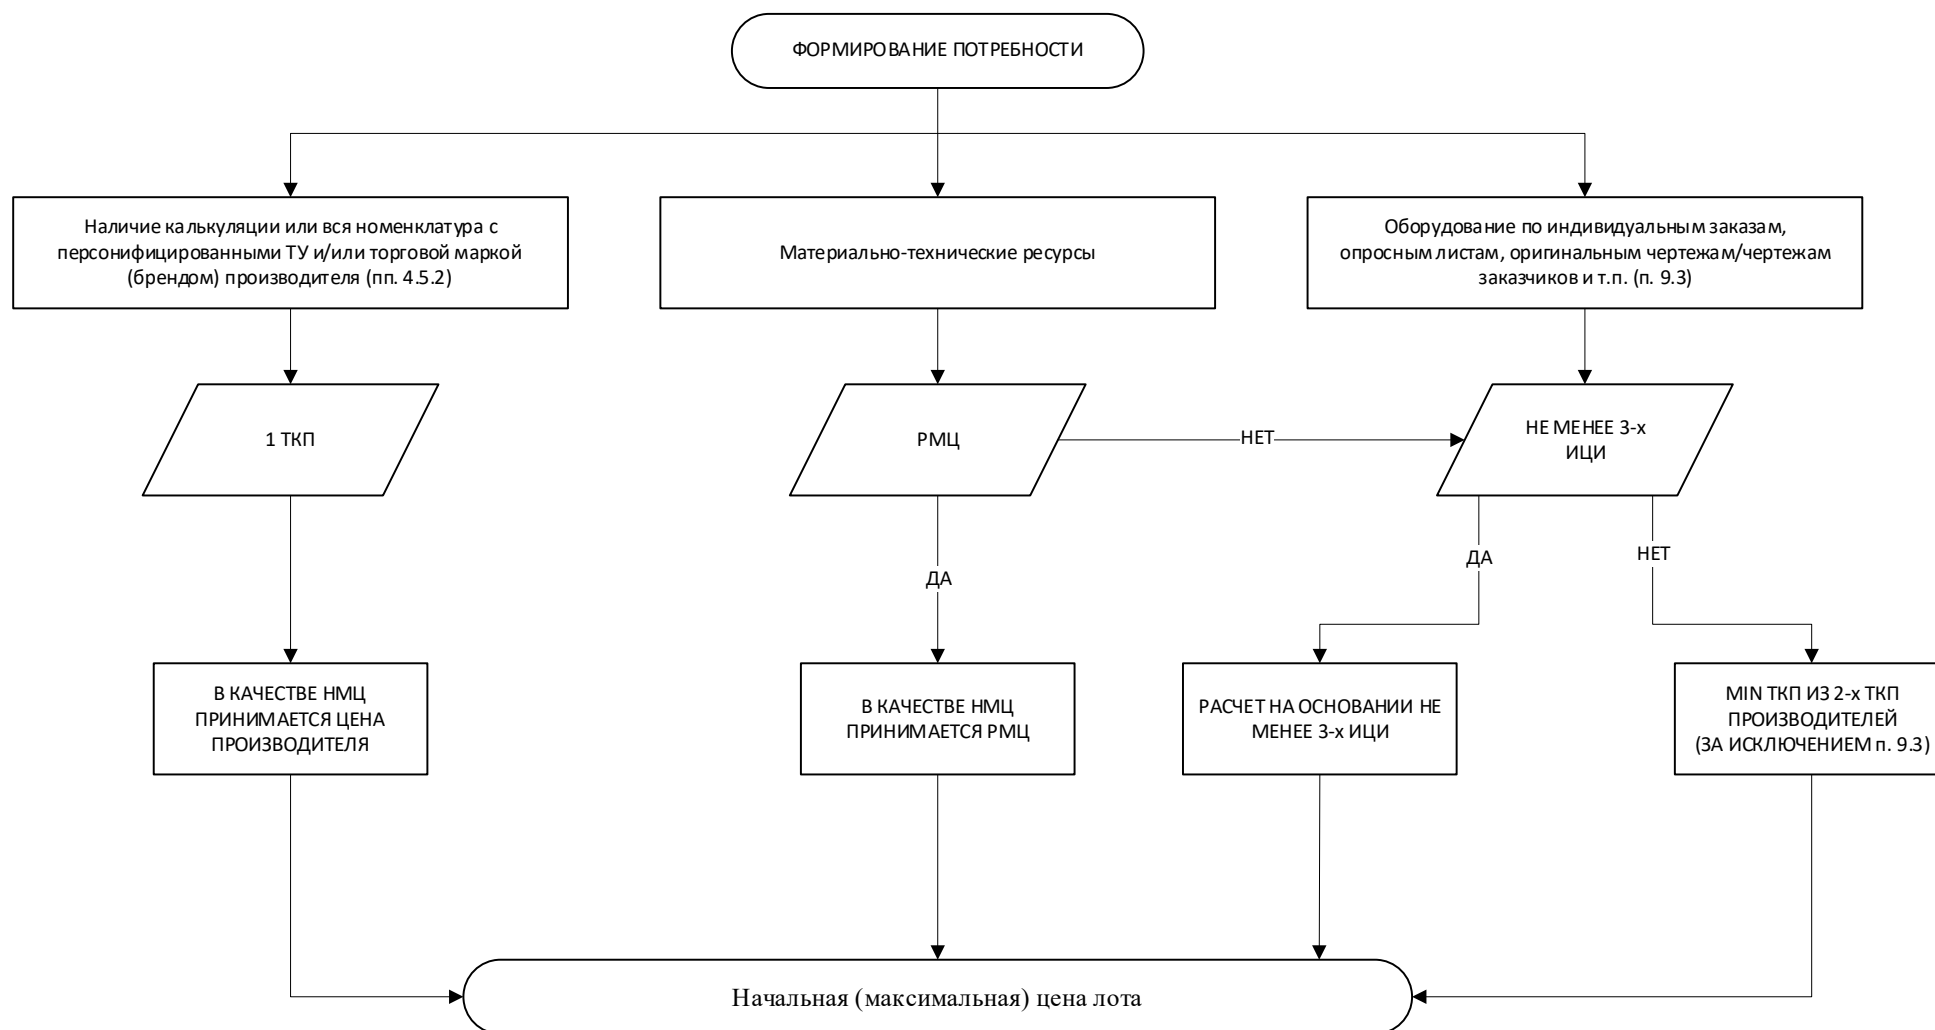 ФОРМИРОВАНИЕ ПОТРЕБНОСТИ
Наличие калькуляции или вся номенклатура с
персонифицированными ТУ и/или торговой маркой
(брендом) производителя (пп. 4.5.2)
Материально-технические ресурсы
Оборудование по индивидуальным заказам,
опросным листам, оригинальным чертежам/чертежам
заказчиков и т.п. (п. 9.3)
1 ТКП
РМЦ
НЕТ
НЕ МЕНЕЕ 3-х
ИЦИ
ДА
ДА
НЕТ
В КАЧЕСТВЕ НМЦ
ПРИНИМАЕТСЯ ЦЕНА
ПРОИЗВОДИТЕЛЯ
В КАЧЕСТВЕ НМЦ
ПРИНИМАЕТСЯ РМЦ
РАСЧЕТ НА ОСНОВАНИИ НЕ
МЕНЕЕ 3-х ИЦИ
MIN ТКП ИЗ 2-х ТКП
ПРОИЗВОДИТЕЛЕЙ
(ЗА ИСКЛЮЧЕНИЕМ п. 9.3)
Начальная (максимальная) цена лота